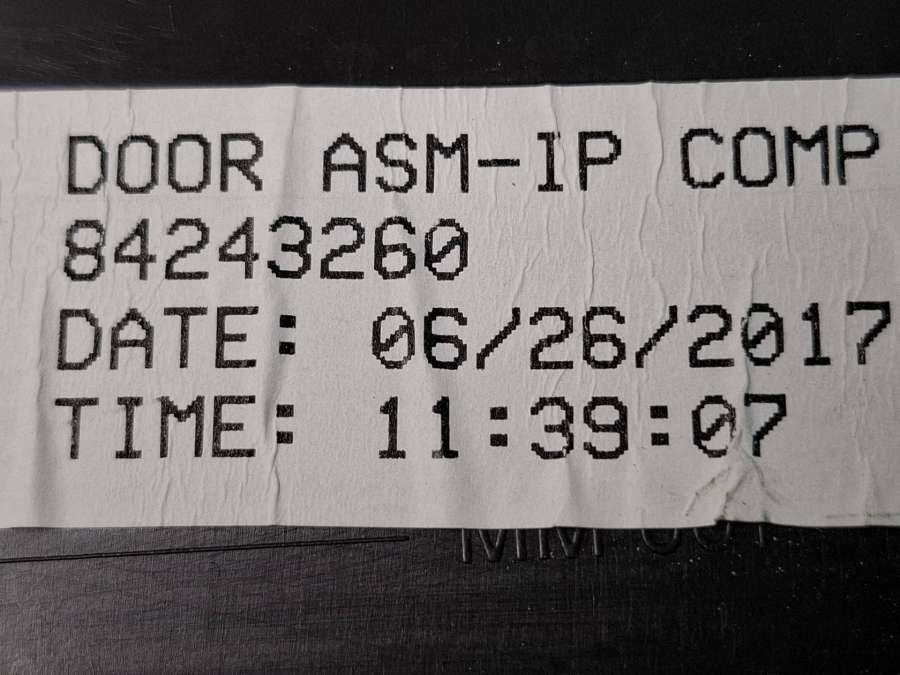 DOOR ASM-IP COMP
84243260
DATE: 06/26/2017
TIME: 11:39:07